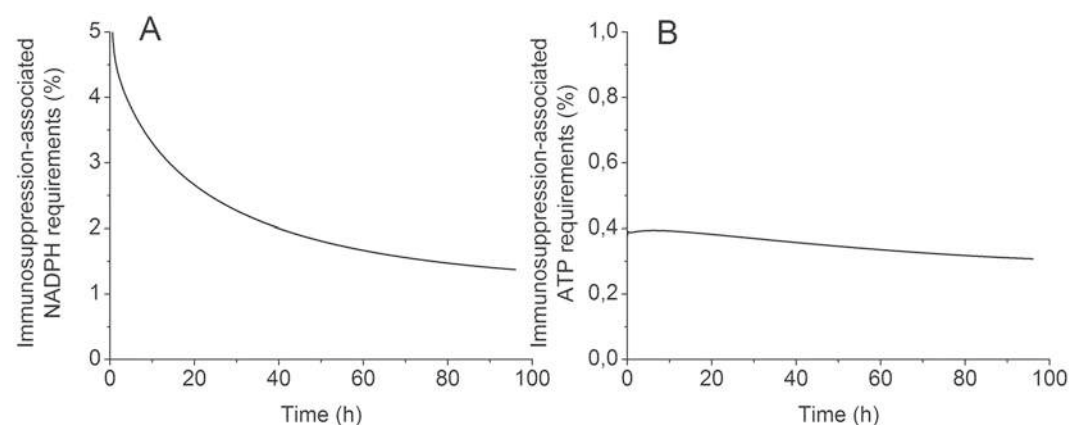 A
Immunosuppression-associated
NADPH requirements (%)
5
4
3
2
1
0
0 20 40 60 80 100
Time (h)
B
Immunosuppression-associated
ATP requirements (%)
1,0
0,8
0,6
0,4
0,2
0,0
0 20 40 60 80 100
Time (h)